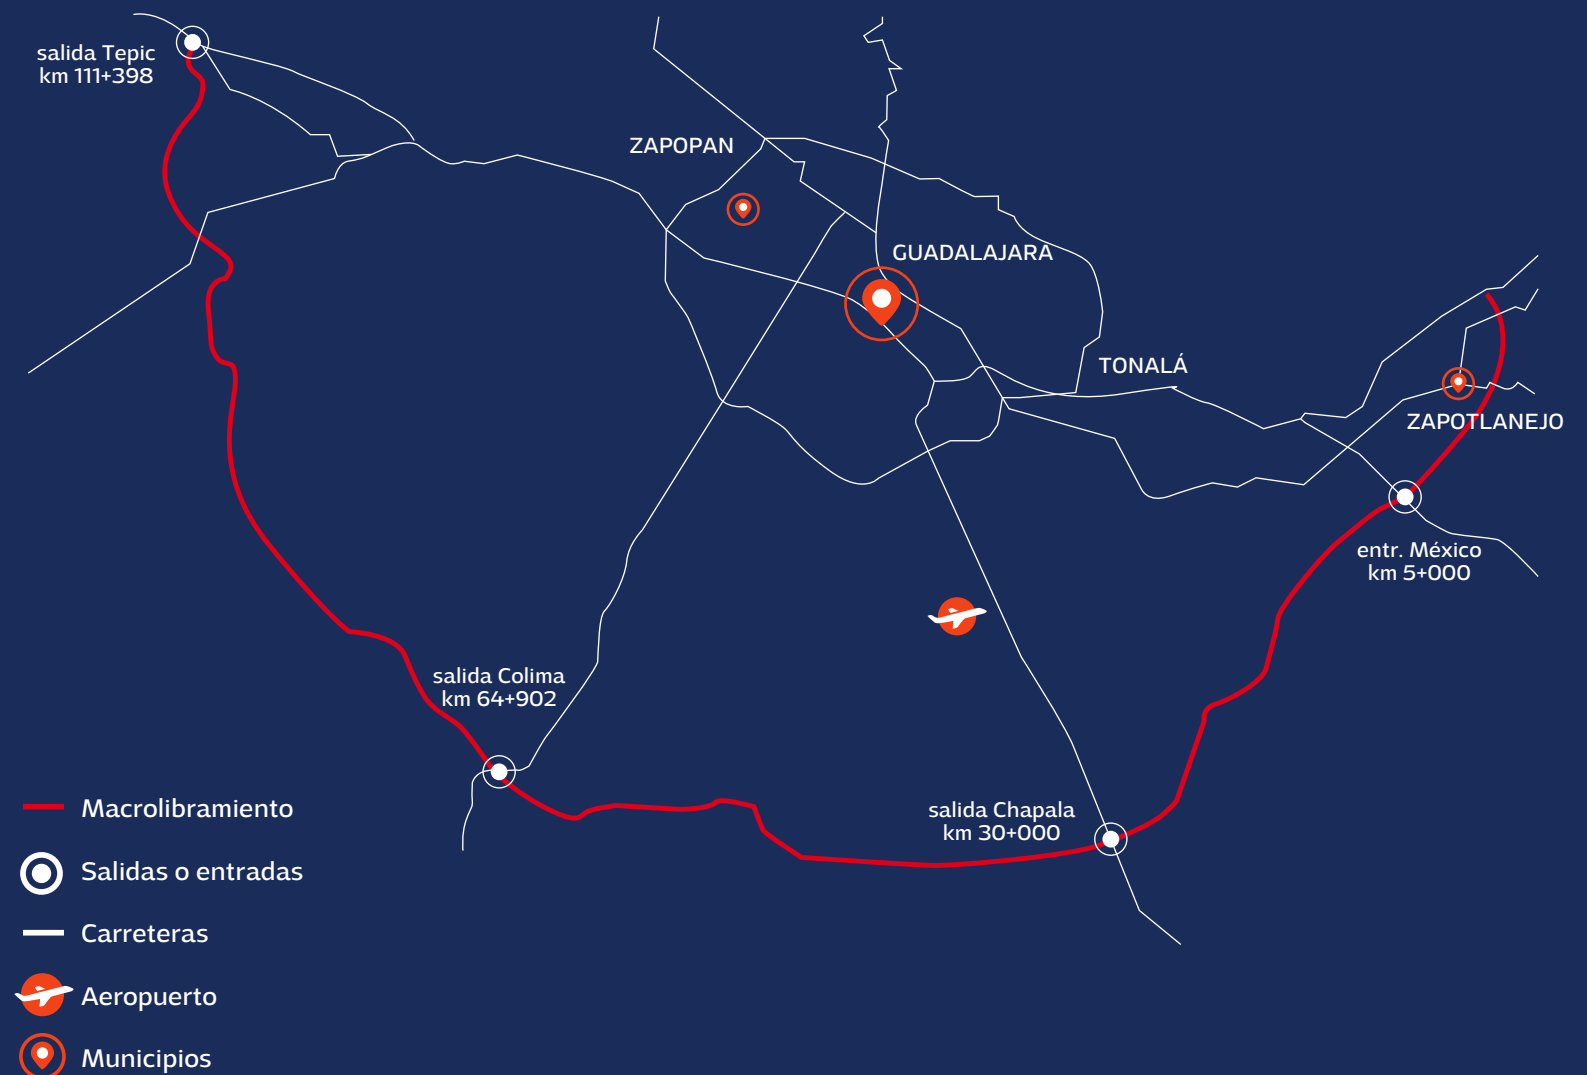 salida Tepic
km 111+398
ZAPOPAN
GUADALAJARA
TONALÁ
ZAPOTLANEJO
entr. México
km 5+000
salida Colima
km 64+902
salida Chapala
km 30+000
Macrolibramiento
Salidas o entradas
Carreteras
Aeropuerto
Municipios